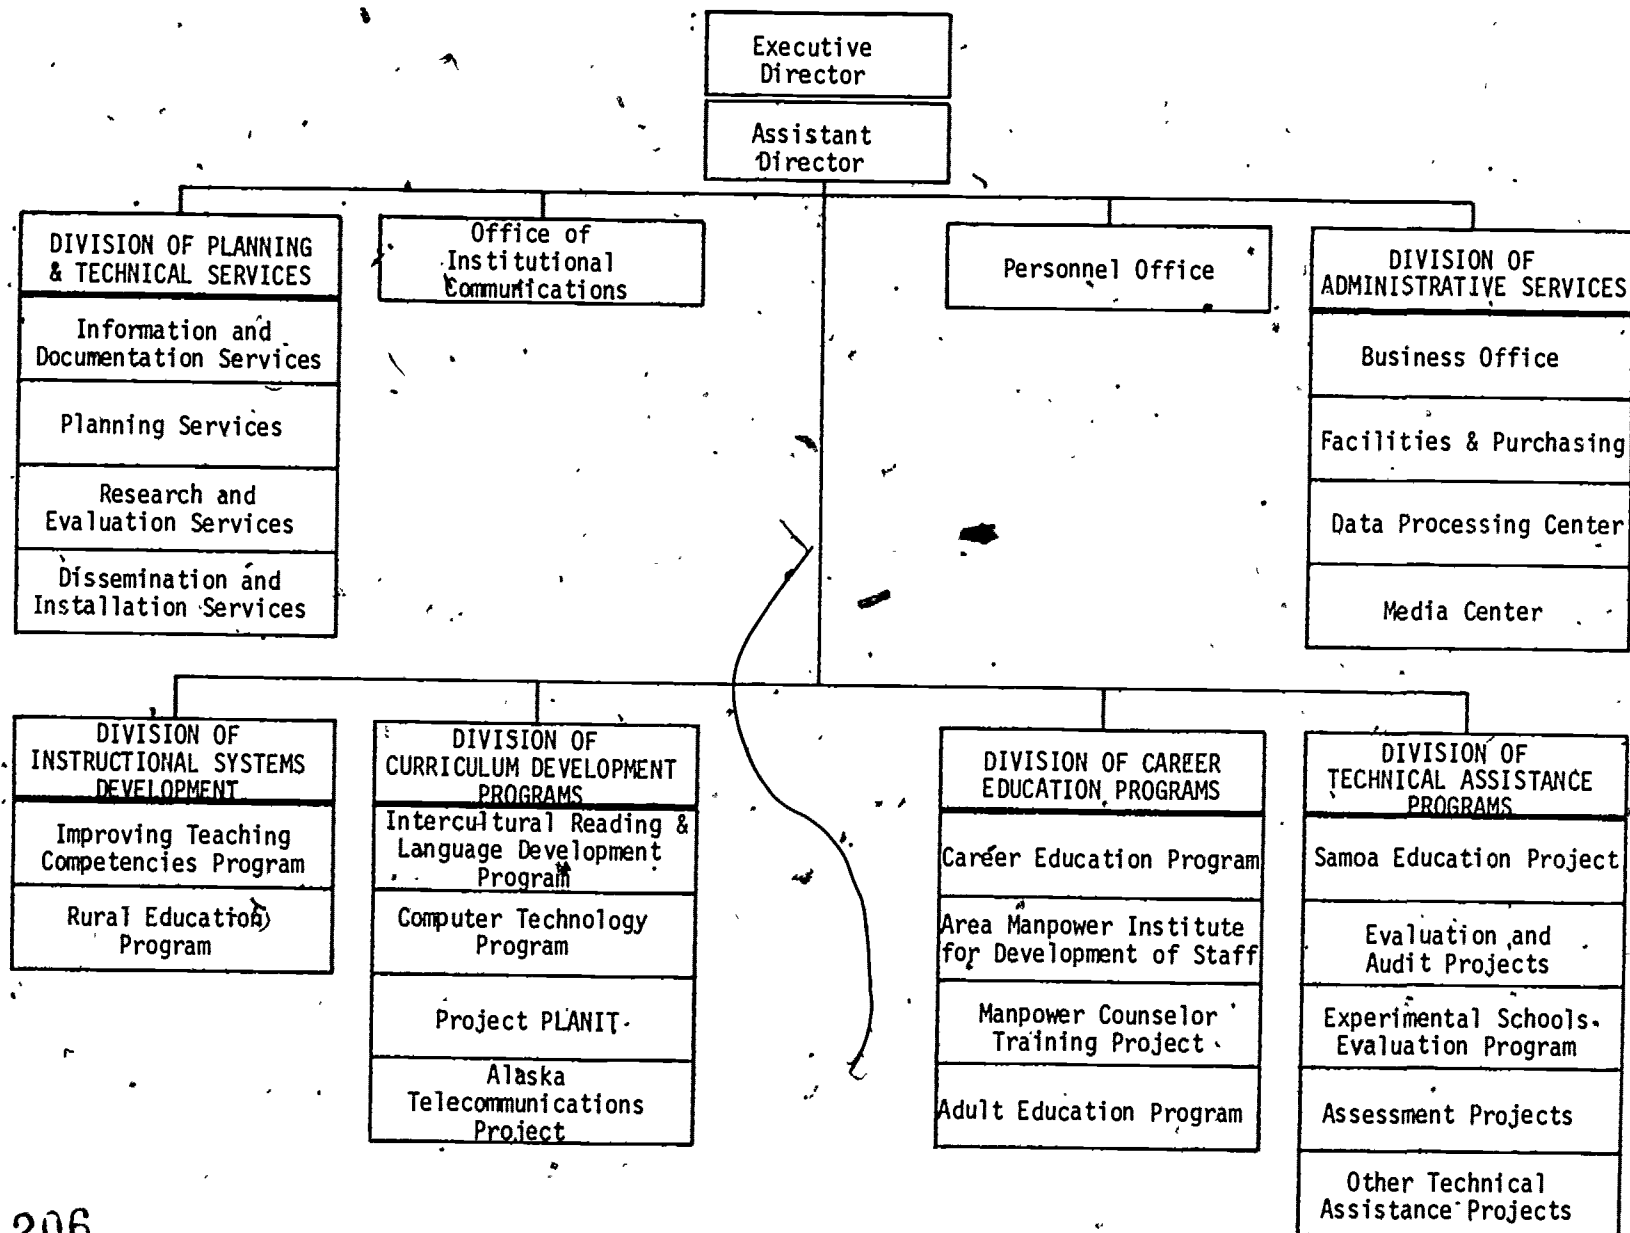 Executive
Director
Assistant
Director
DIVISION OF PLANNING
& TECHNICAL SERVICES
Information and
Documentation Services
Planning Services
Research and
Evaluation Services
Dissemination and
Installation Services
Office of
Institutional
Communications
Personnel Office
DIVISION OF
ADMINISTRATIVE SERVICES
Business Office
Facilities & Purchasing
Data Processing Center
Media Center
DIVISION OF
INSTRUCTIONAL SYSTEMS
DEVELOPMENT
Improving Teaching
Competencies Program
Rural Education
Program
DIVISION OF
CURRICULUM DEVELOPMENT
PROGRAMS
Intercultural Reading &
Language Development
Program
Computer Technology
Program
Project PLANIT
Alaska
Telecommunications
Project
DIVISION OF CAREER
EDUCATION PROGRAMS
Career Education Program
Area Manpower Institute
for Development of Staff
Manpower Counselor
Training Project
Adult Education Program
DIVISION OF
TECHNICAL ASSISTANCE
PROGRAMS
Samoa Education Project
Evaluation and
Audit Projects
Experimental Schools
Evaluation Program
Assessment Projects
Other Technical
Assistance Projects
206